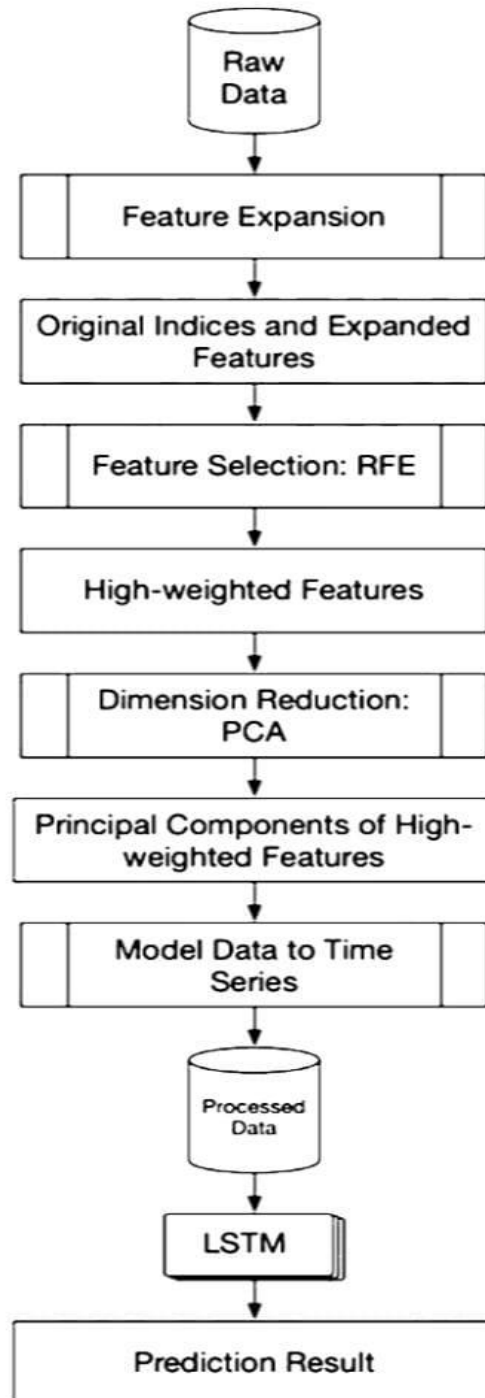 Raw
Data
Feature Expansion
Original Indices and Expanded
Features
Feature Selection: RFE
High-weighted Features
Dimension Reduction:
PCA
Principal Components of High-
weighted Features
Model Data to Time
Series
Processed
Data
LSTM
Prediction Result